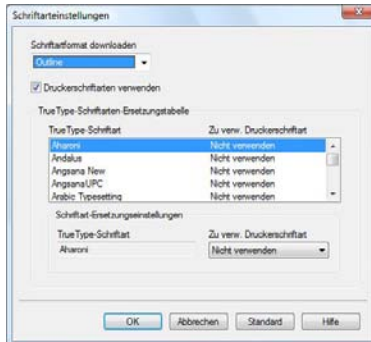 Schriftarteinstellungen
Schriftartformat downloaden
Outline
Druckerschriftarten verwenden
TrueType-Schriftarten-Ersetzungstabelle
TrueType-Schriftart Zu verw. Druckerschriftart
Aharoni Nicht verwenden
Andalus Nicht verwenden
Angsana New Nicht verwenden
AngsanaUPC Nicht verwenden
Arabic Typesetting Nicht verwenden
Schriftart-Ersetzungseinstellungen
TrueType-Schriftart Zu verw. Druckerschriftart
Aharoni Nicht verwenden
OK Abbrechen Standard Hilfe